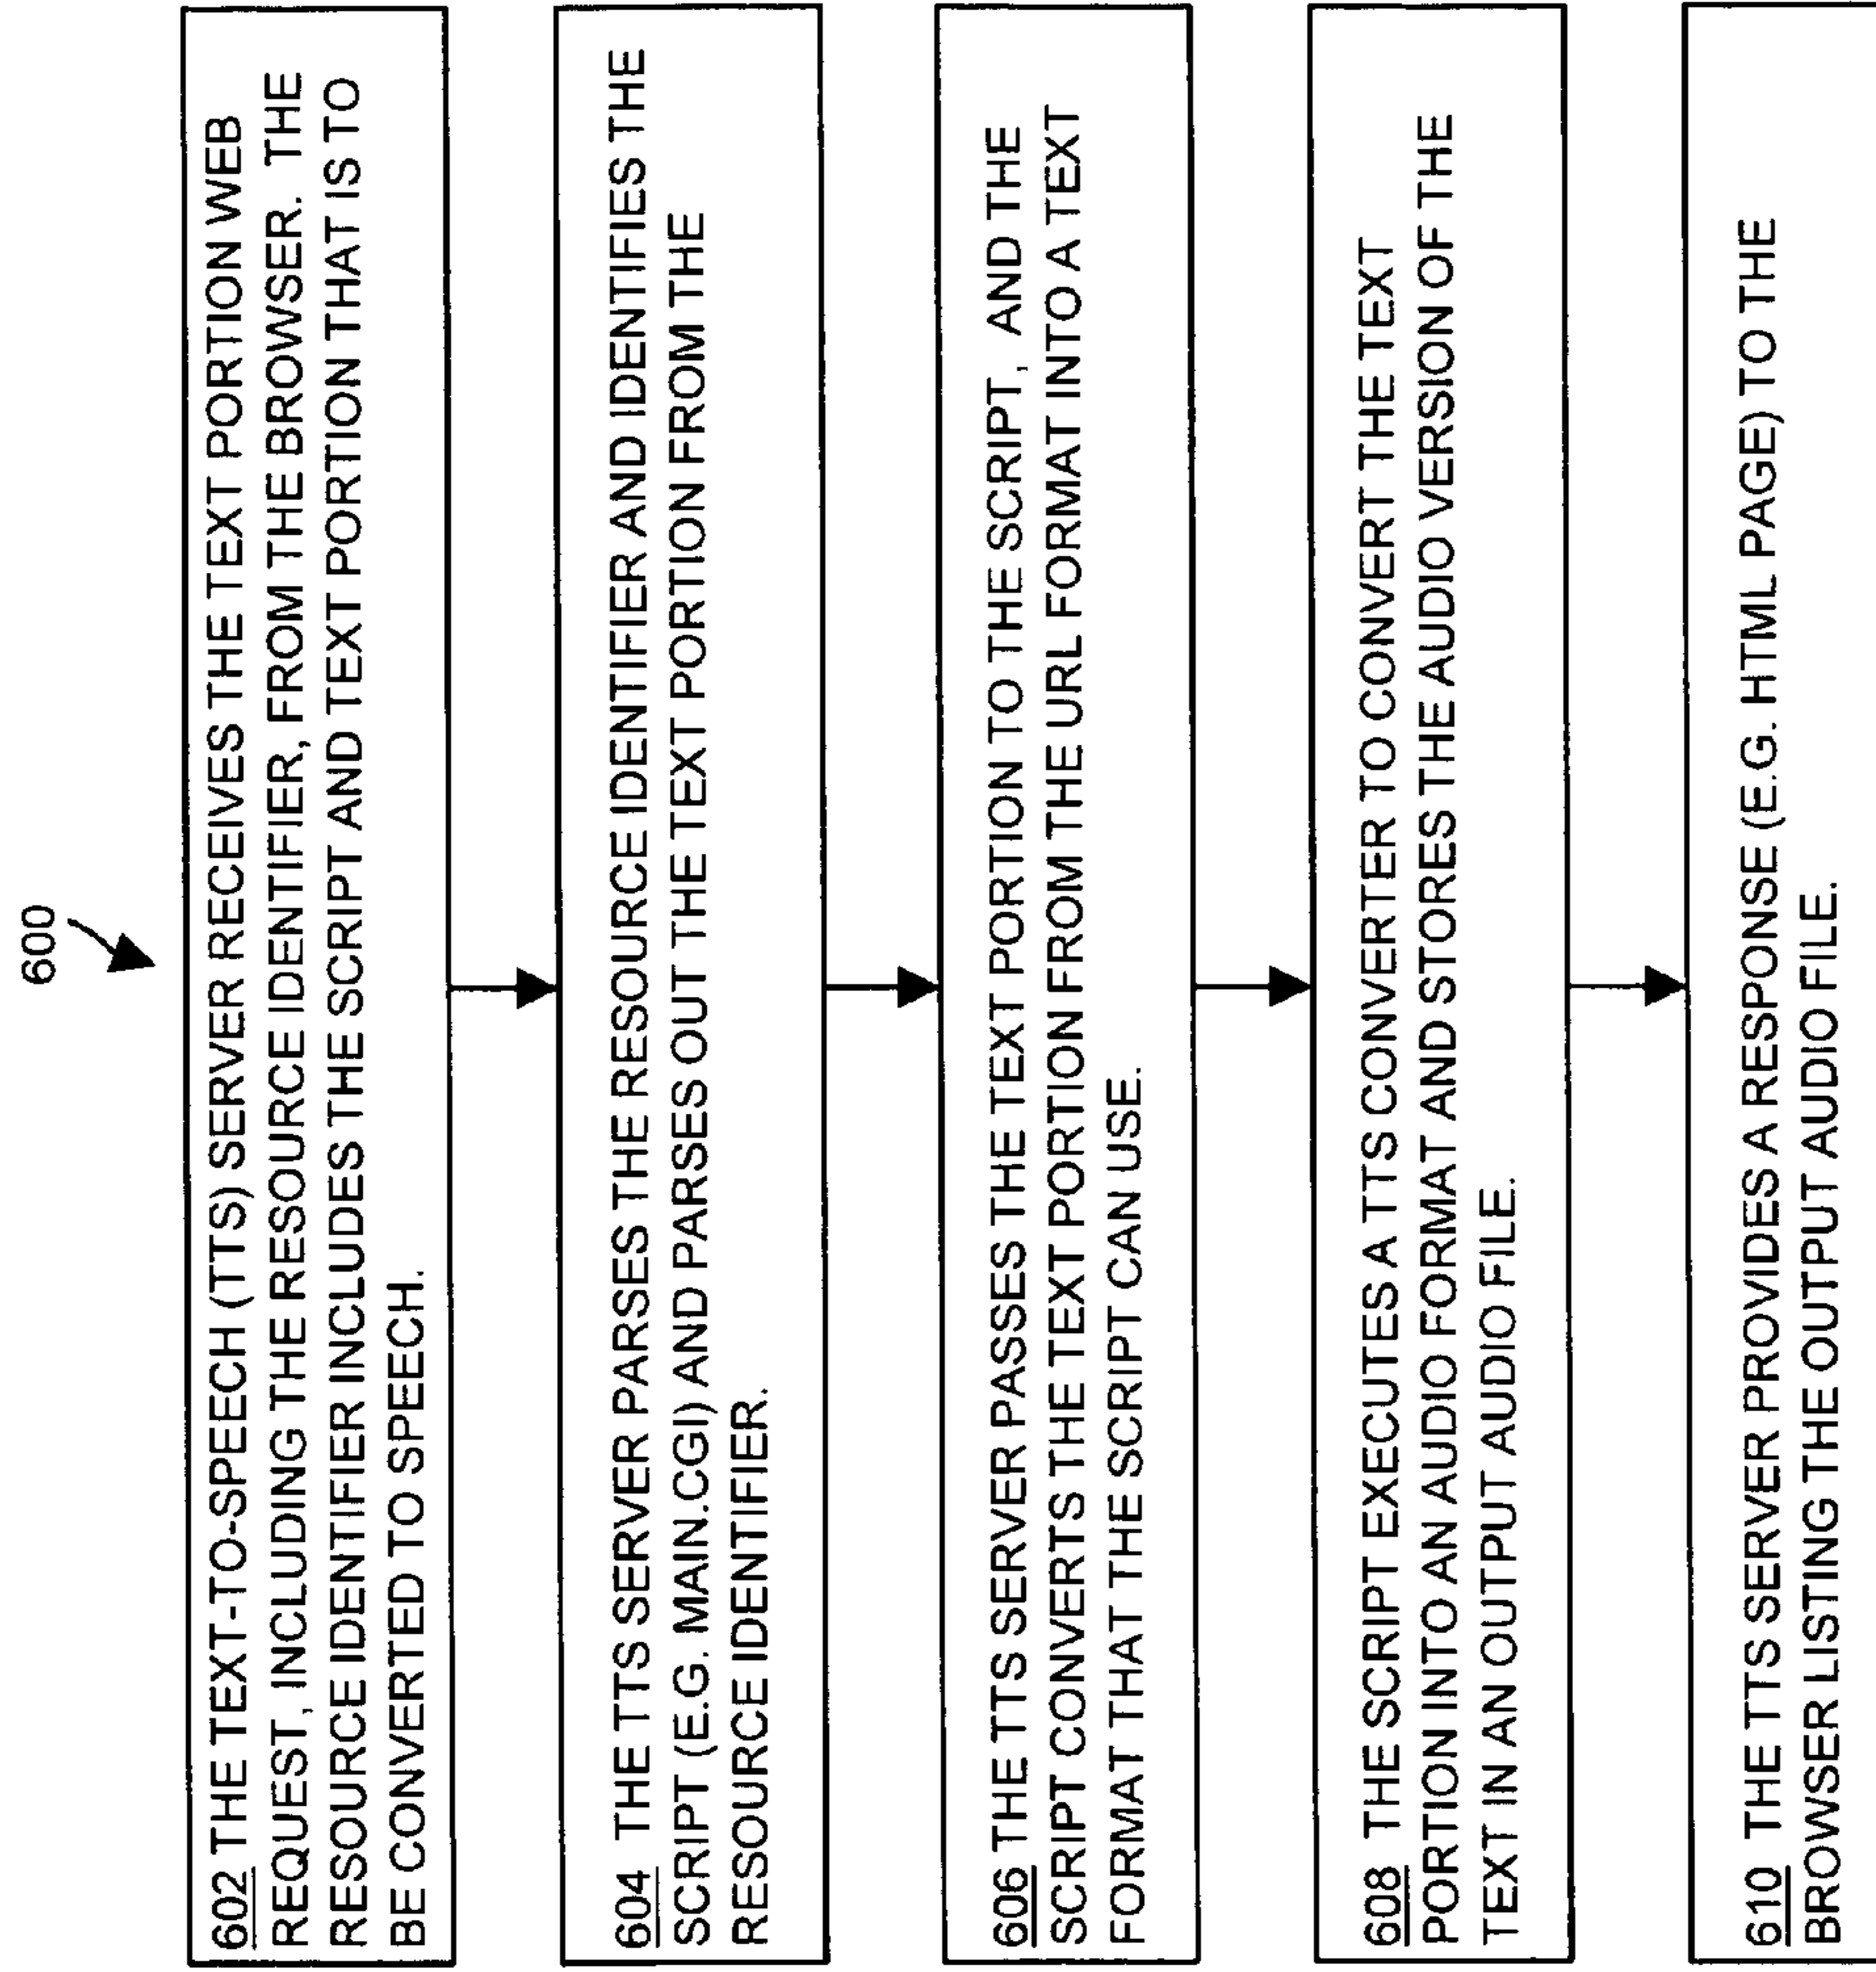 600
602 THE TEXT-TO-SPEECH (TTS) SERVER RECEIVES THE TEXT PORTION WEB
REQUEST, INCLUDING THE RESOURCE IDENTIFIER, FROM THE BROWSER. THE
RESOURCE IDENTIFIER INCLUDES THE SCRIPT AND TEXT PORTION THAT IS TO
BE CONVERTED TO SPEECH.
604 THE TTS SERVER PARSES THE RESOURCE IDENTIFIER AND IDENTIFIES THE
SCRIPT (E.G. MAIN.CGI) AND PARSES OUT THE TEXT PORTION FROM THE
RESOURCE IDENTIFIER.
606 THE TTS SERVER PASSES THE TEXT PORTION TO THE SCRIPT, AND THE
SCRIPT CONVERTS THE TEXT PORTION FROM THE URL FORMAT INTO A TEXT
FORMAT THAT THE SCRIPT CAN USE.
608 THE SCRIPT EXECUTES A TTS CONVERTER TO CONVERT THE TEXT
PORTION INTO AN AUDIO FORMAT AND STORES THE AUDIO VERSION OF THE
TEXT IN AN OUTPUT AUDIO FILE.
610 THE TTS SERVER PROVIDES A RESPONSE (E.G. HTML PAGE) TO THE
BROWSER LISTING THE OUTPUT AUDIO FILE.